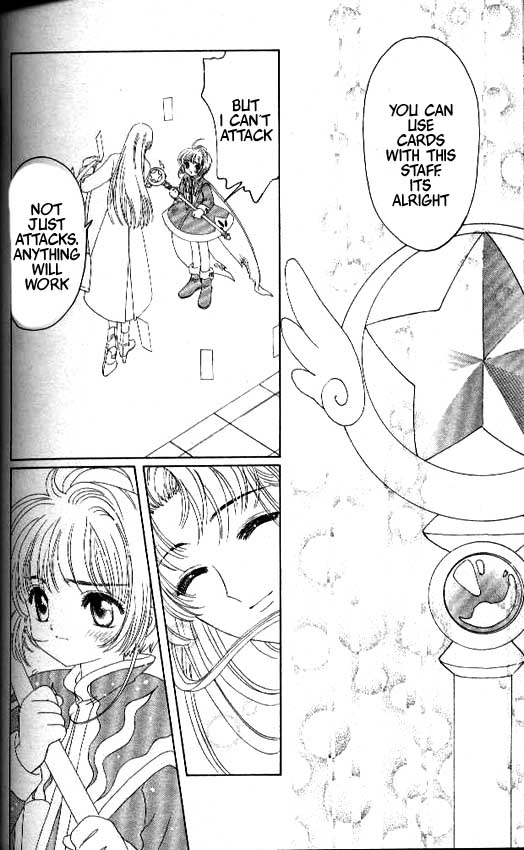 YOU CAN
USE
CARDS
WITH THIS
STAFF.
ITS
ALRIGHT
BUT
I CAN'T
ATTACK
NOT
JUST
ATTACKS.
ANYTHING
WILL
WORK